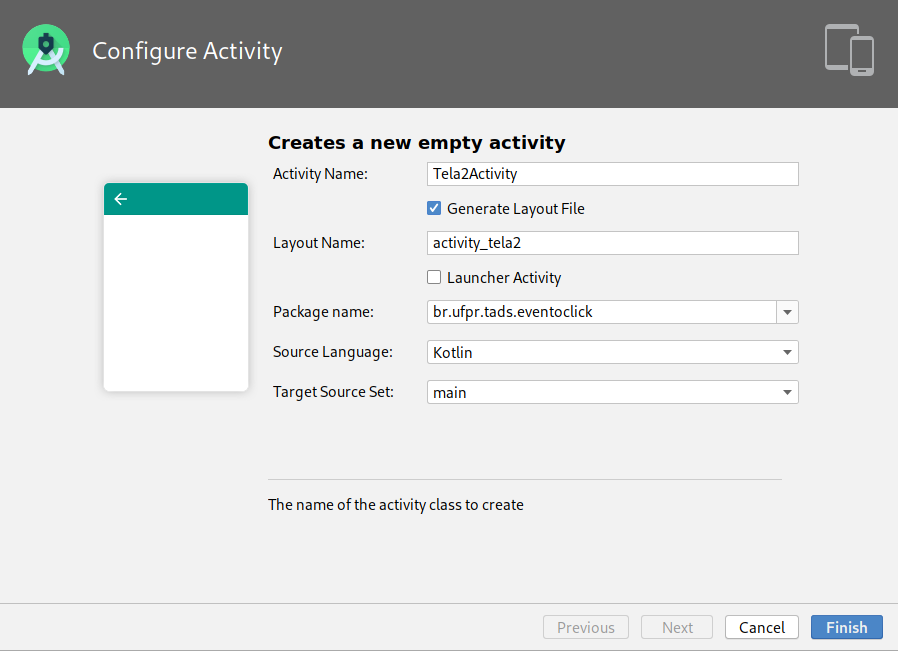 Configure Activity
Creates a new empty activity
Activity Name: Tela2Activity
Generate Layout File
Layout Name: activity_tela2
Launcher Activity
Package name: br.ufpr.tads.eventoclick
Source Language: Kotlin
Target Source Set: main
The name of the activity class to create
Previous Next Cancel Finish